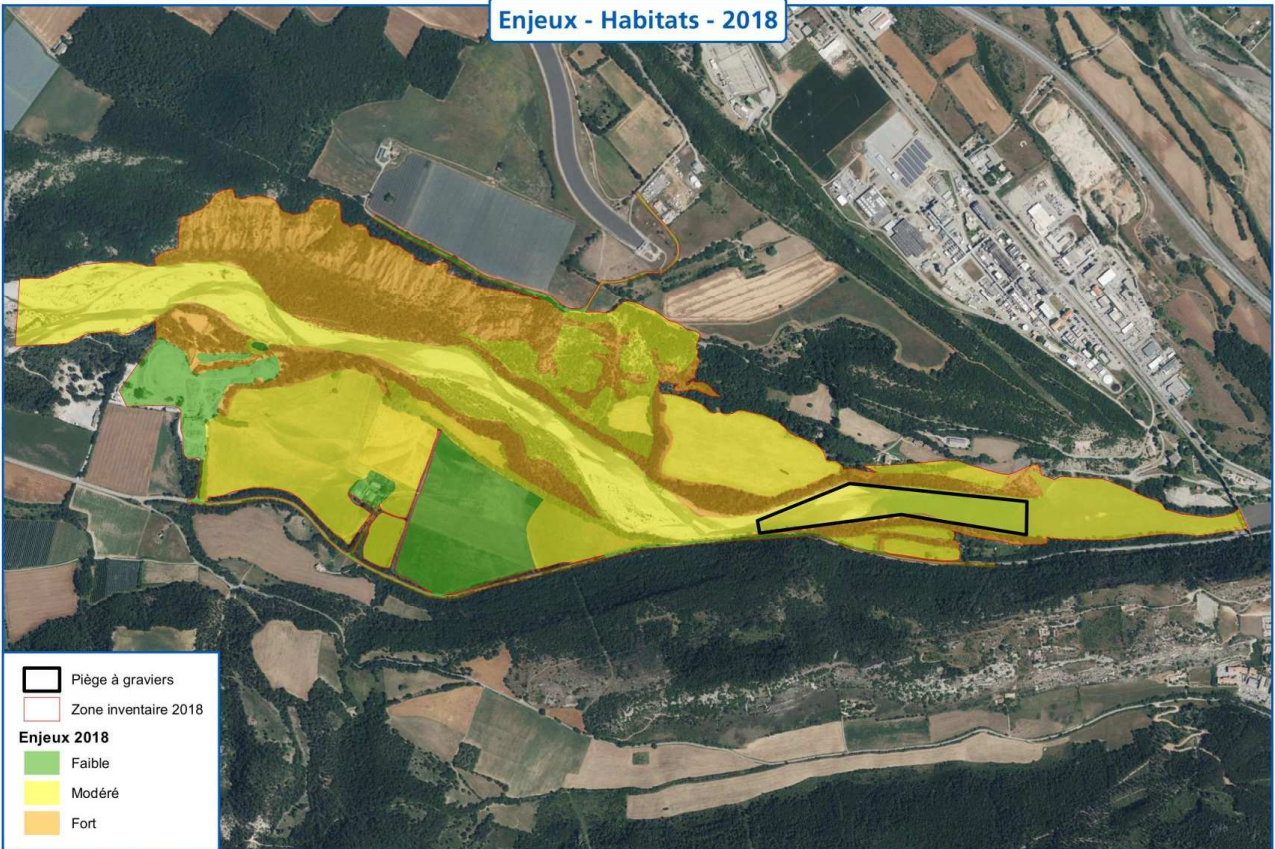 Enjeux - Habitats - 2018
Piège à graviers
Zone inventaire 2018
Enjeux 2018
Faible
Modéré
Fort